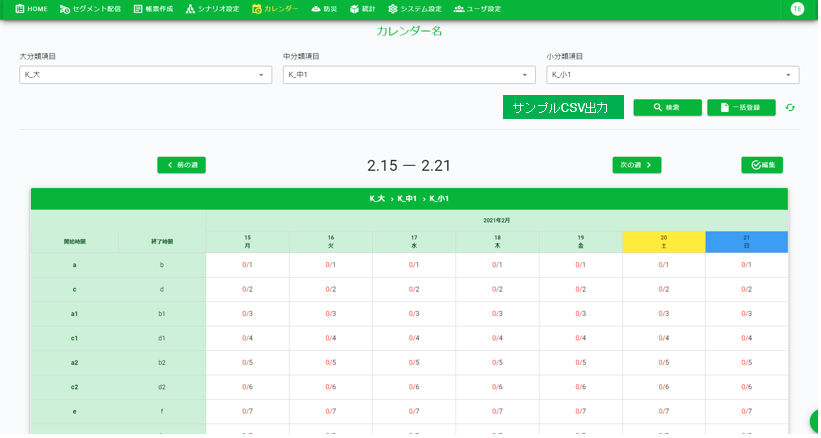 HOME セグメント配信 帳票作成 シナリオ設定 カレンダー 防災 統計 システム設定 ユーザ設定 TE
カレンダー名
大分類項目 中分類項目 小分類項目
K_大 K_中1 K_小1
サンプルCSV出力 検索 一括登録
前の週 2.15 ー 2.21 次の週 編集
K_大 > K_中1 > K_小1
2021年2月
開始時間 終了時間 15 16 17 18 19 20 21
月 火 水 木 金 土 日
a b 0/1 0/1 0/1 0/1 0/1 0/1 0/1
c d 0/2 0/2 0/2 0/2 0/2 0/2 0/2
a1 b1 0/3 0/3 0/3 0/3 0/3 0/3 0/3
c1 d1 0/4 0/4 0/4 0/4 0/4 0/4 0/4
a2 b2 0/5 0/5 0/5 0/5 0/5 0/5 0/5
c2 d2 0/6 0/6 0/6 0/6 0/6 0/6 0/6
e f 0/7 0/7 0/7 0/7 0/7 0/7 0/7